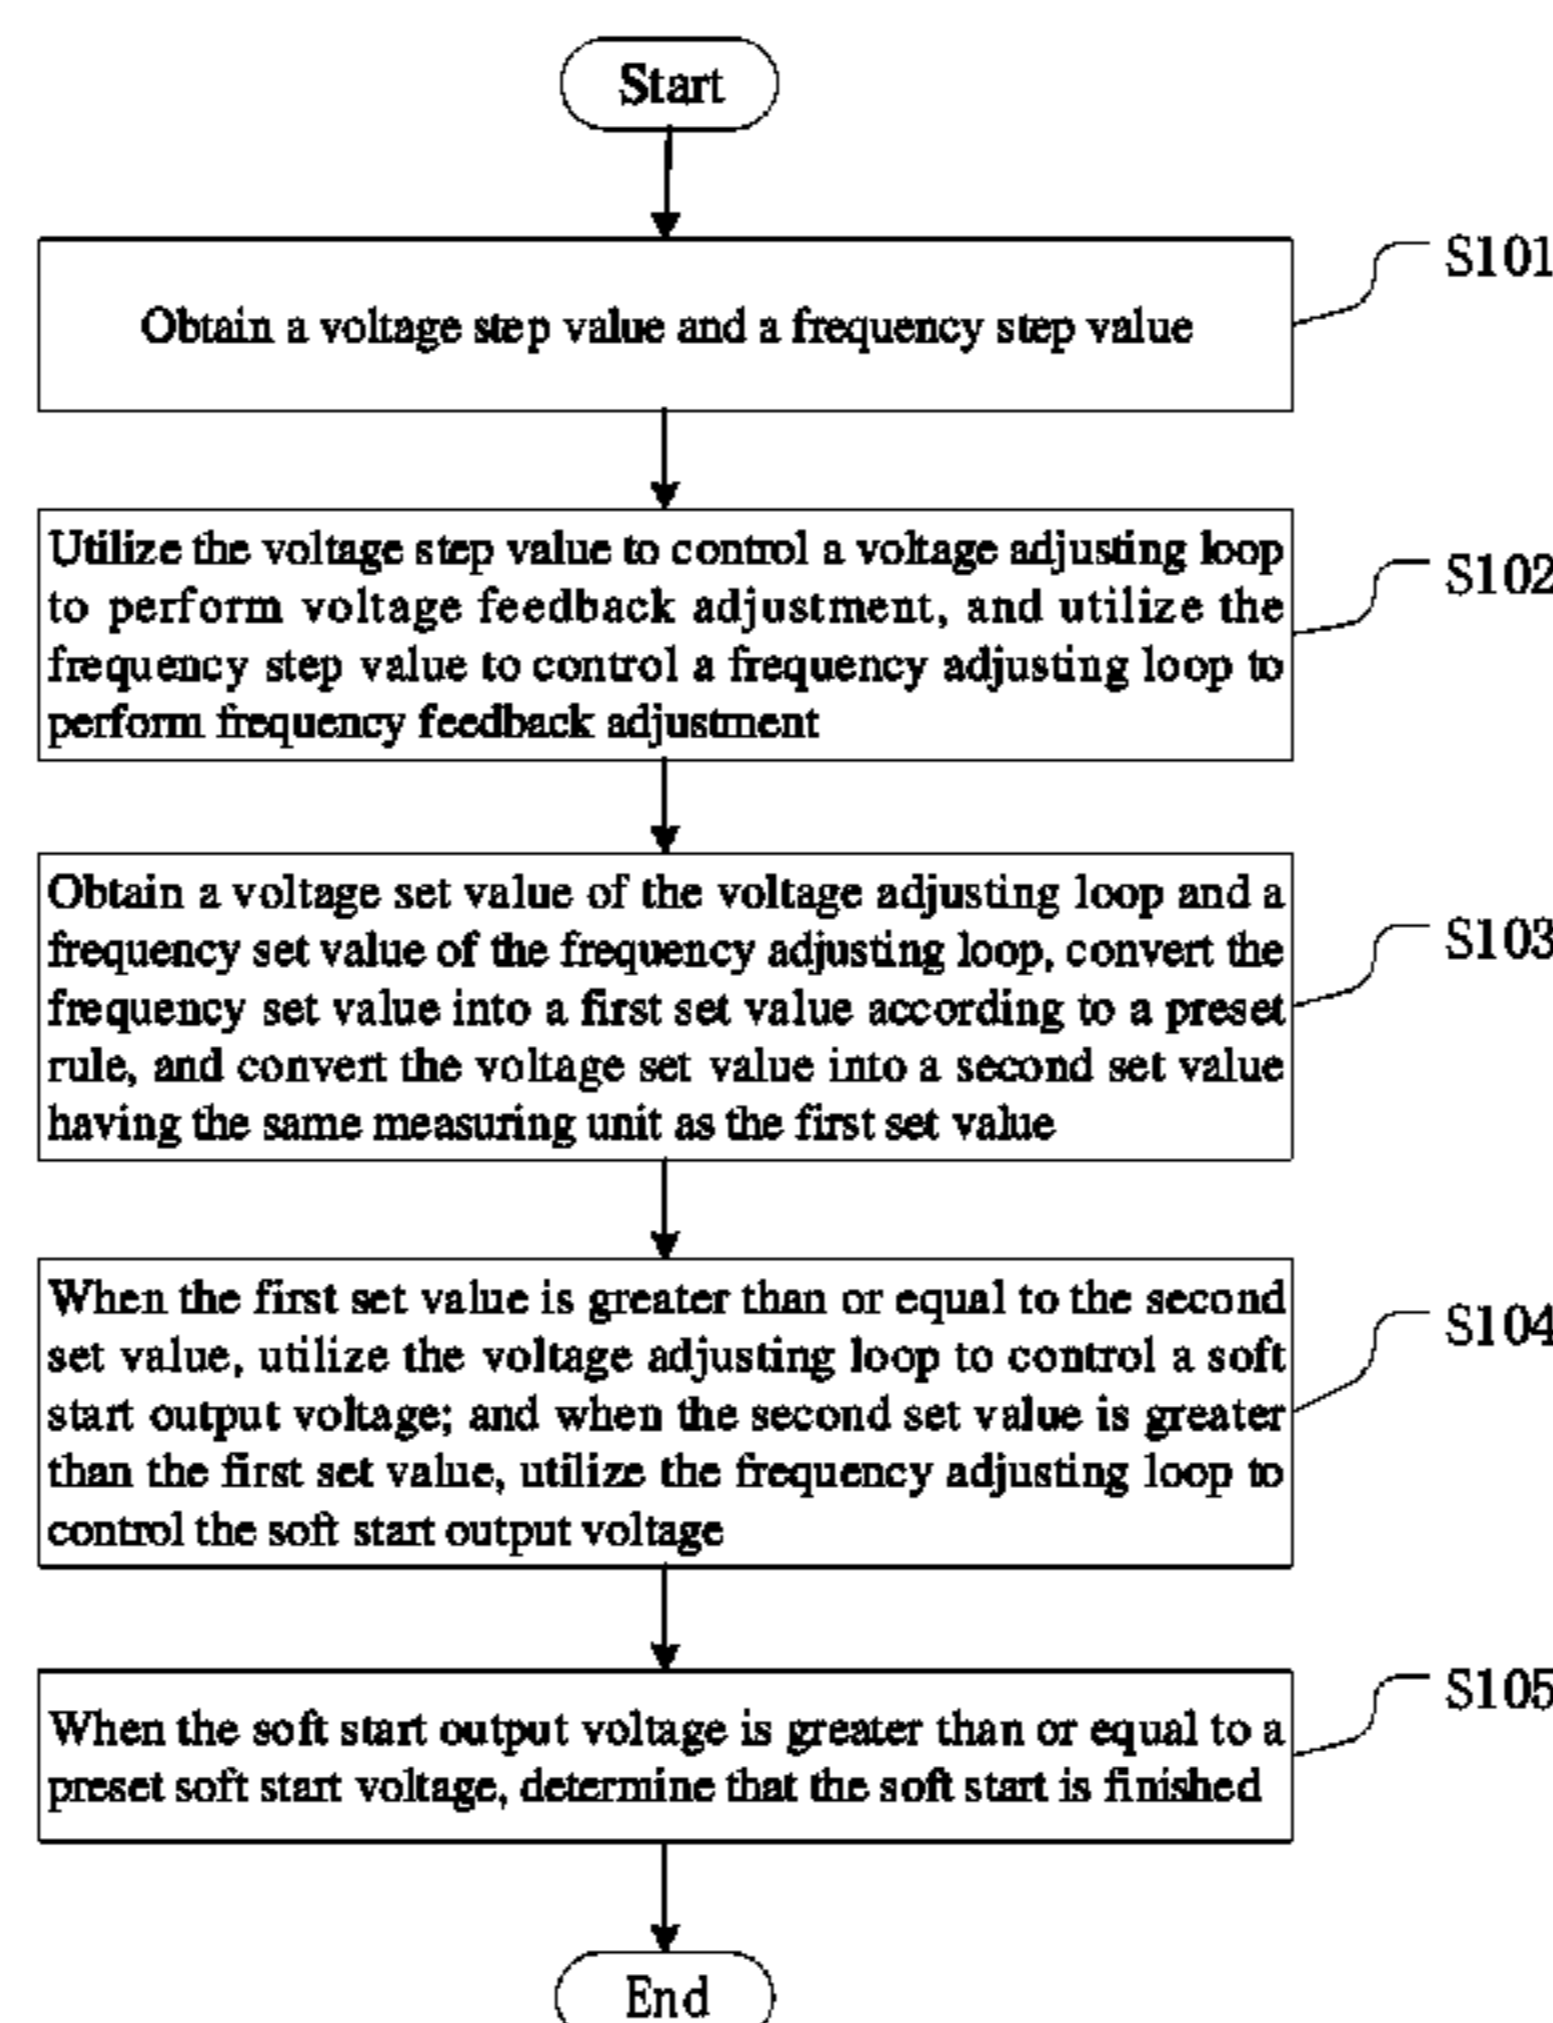 Start
S101
Obtain a voltage step value and a frequency step value
Utilize the voltage step value to control a voltage adjusting loop
S102
to perform voltage feedback adjustment, and utilize the
frequency step value to control a frequency adjusting loop to
perform frequency feedback adjustment
Obtain a voltage set value of the voltage adjusting loop and a
S103
frequency set value of the frequency adjusting loop, convert the
frequency set value into a first set value according to a preset
rule, and convert the voltage set value into a second set value
having the same measuring unit as the first set value
When the first set value is greater than or equal to the second
S104
set value, utilize the voltage adjusting loop to control a soft
start output voltage; and when the second set value is greater
than the first set value, utilize the frequency adjusting loop to
control the soft start output voltage
S105
When the soft start output voltage is greater than or equal to a
preset soft start voltage, determine that the soft start is finished
End